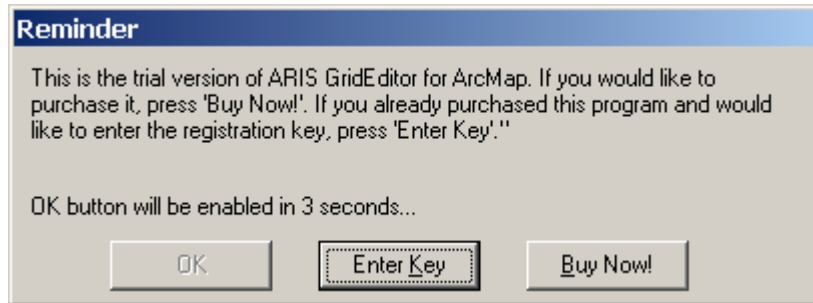 Reminder
This is the trial version of ARIS GridEditor for ArcMap. If you would like to
purchase it, press 'Buy Now!'. If you already purchased this program and would
like to enter the registration key, press 'Enter Key'.''
OK button will be enabled in 3 seconds...
OK Enter Key Buy Now!